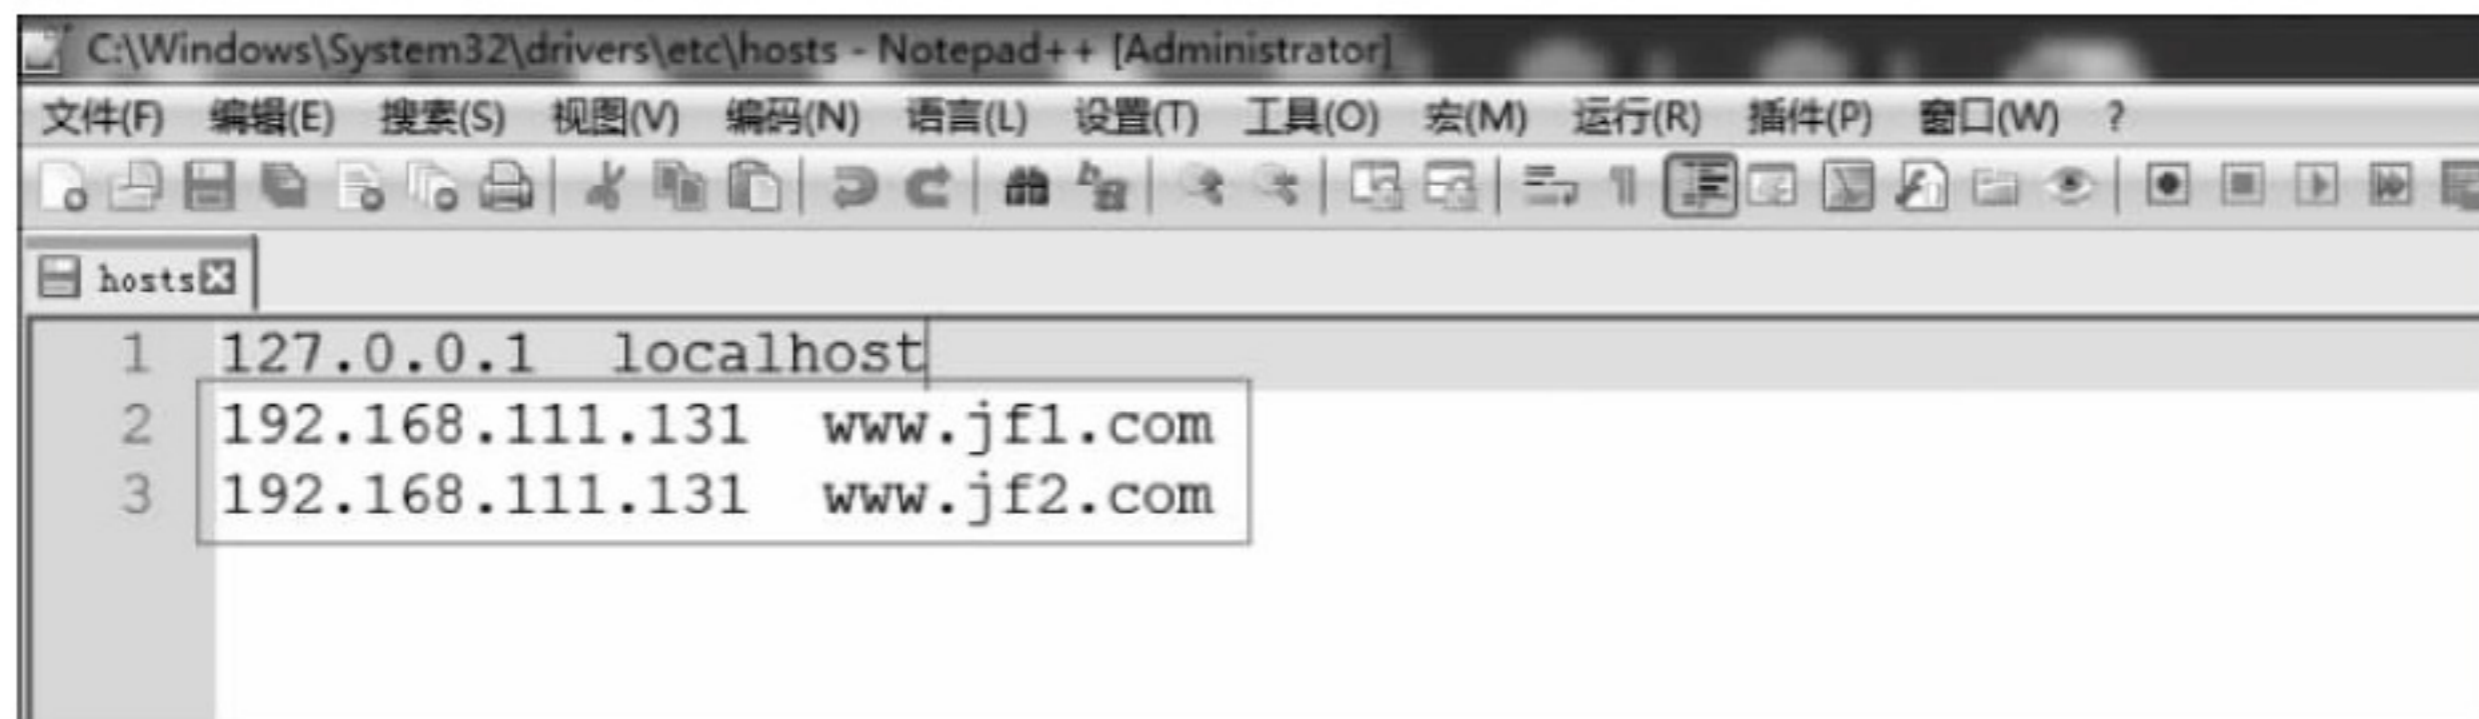 C:\Windows\System32\drivers\etc\hosts - Notepad++ [Administrator]
文件(F) 编辑(E) 搜索(S) 视图(V) 编码(N) 语言(L) 设置(T) 工具(O) 宏(M) 运行(R) 插件(P) 窗口(W) ?
hosts
1 127.0.0.1 localhost
2 192.168.111.131 www.jf1.com
3 192.168.111.131 www.jf2.com